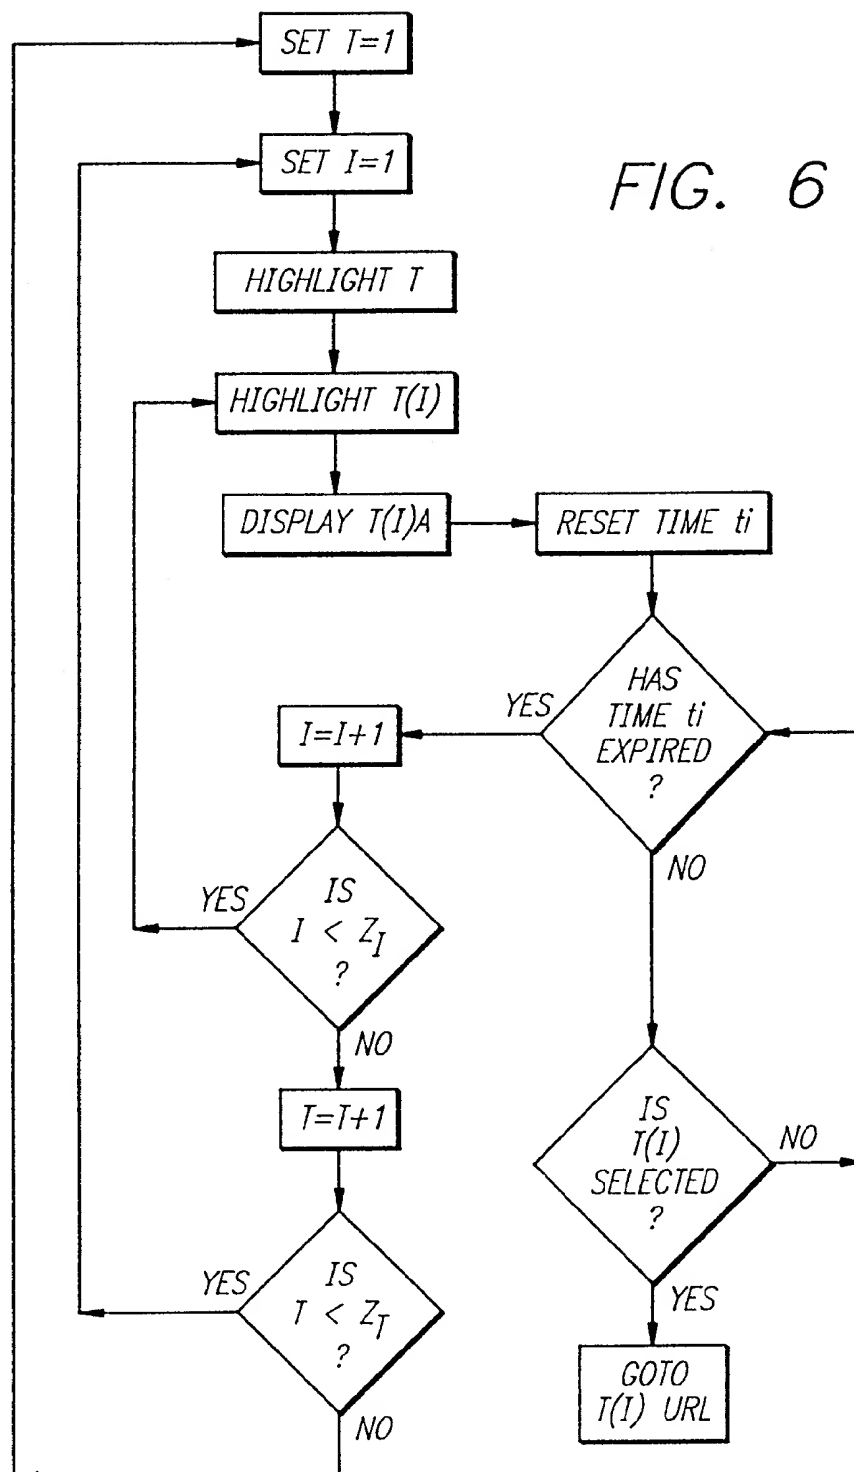 SET T=1
SET I=1
FIG. 6
HIGHLIGHT T
HIGHLIGHT T(I)
DISPLAY T(I)A
RESET TIME ti
HAS
TIME ti
EXPIRED
?
YES
NO
I=I+1
IS
I < Z_I
?
YES
NO
T=T+1
IS
T(I)
SELECTED
?
NO
YES
IS
T < Z_T
?
YES
NO
GOTO
T(I) URL